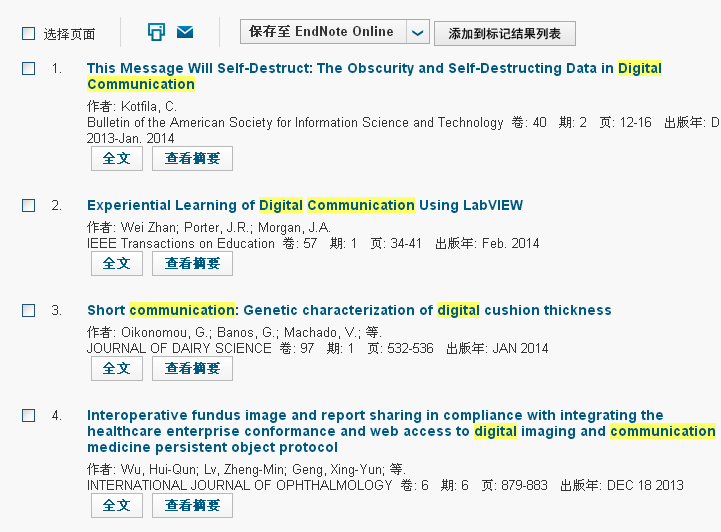 选择页面
保存至 EndNote Online
添加到标记结果列表
1. This Message Will Self-Destruct: The Obscurity and Self-Destructing Data in Digital
Communication
作者: Kotfila, C.
Bulletin of the American Society for Information Science and Technology 卷: 40 期: 2 页: 12-16 出版年: D
2013-Jan. 2014
全文 查看摘要
2. Experiential Learning of Digital Communication Using LabVIEW
作者: Wei Zhan; Porter, J.R.; Morgan, J.A.
IEEE Transactions on Education 卷: 57 期: 1 页: 34-41 出版年: Feb. 2014
全文 查看摘要
3. Short communication: Genetic characterization of digital cushion thickness
作者: Oikonomou, G.; Banos, G.; Machado, V.; 等.
JOURNAL OF DAIRY SCIENCE 卷: 97 期: 1 页: 532-536 出版年: JAN 2014
全文 查看摘要
4. Interoperative fundus image and report sharing in compliance with integrating the
healthcare enterprise conformance and web access to digital imaging and communication
medicine persistent object protocol
作者: Wu, Hui-Qun; Lv, Zheng-Min; Geng, Xing-Yun; 等.
INTERNATIONAL JOURNAL OF OPHTHALMOLOGY 卷: 6 期: 6 页: 879-883 出版年: DEC 18 2013
全文 查看摘要